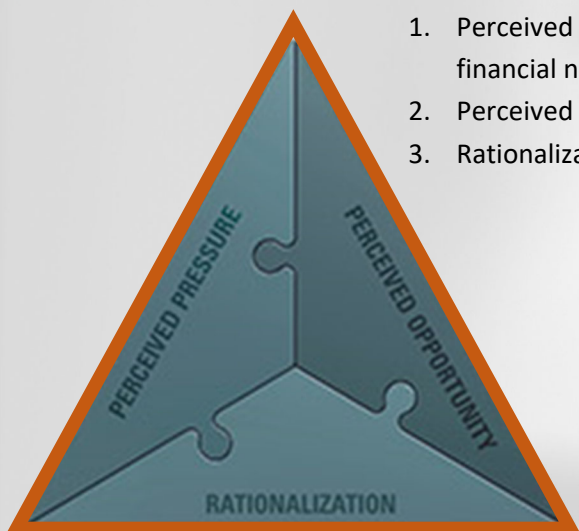 1. Perceived
financial n
2. Perceived
3. Rationaliza
PERCEIVED PRESSURE
PERCEIVED OPPORTUNITY
RATIONALIZATION